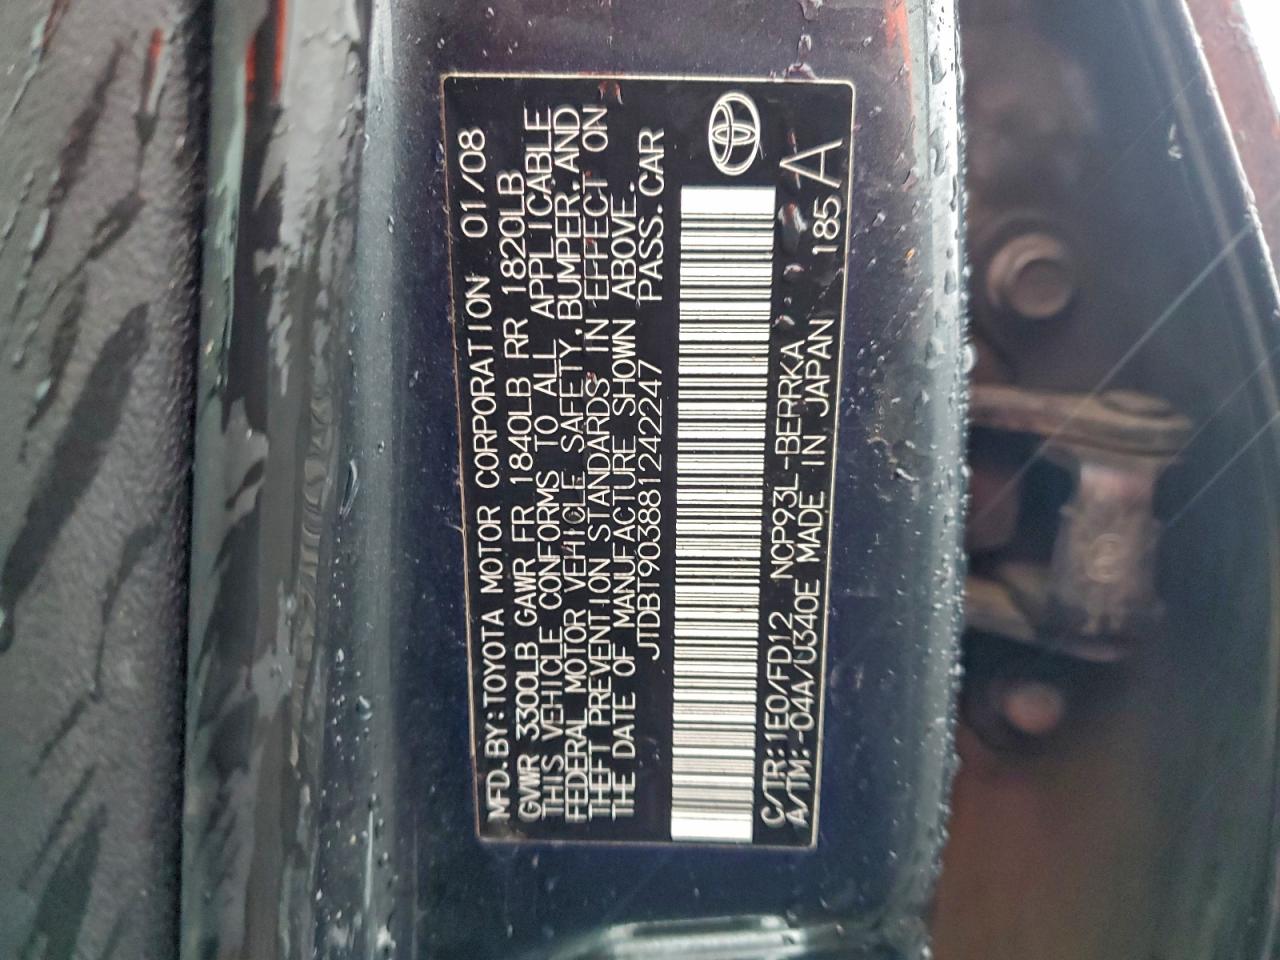 MFD.BY:TOYOTA MOTOR CORPORATION 01/08
GVWR 3300LB GAWR FR 1840LB RR 1820LB
THIS VEHICLE CONFORMS TO ALL APPLICABLE
FEDERAL MOTOR VEHICLE SAFETY,BUMPER,AND
THEFT PREVENTION STANDARDS IN EFFECT ON
THE DATE OF MANUFACTURE SHOWN ABOVE.
JTDBT903881242247 PASS.CAR
C/TR:1E0/FD12 NCP93L-BEPRKA
A/TM:-04A/U340E MADE IN JAPAN 185A